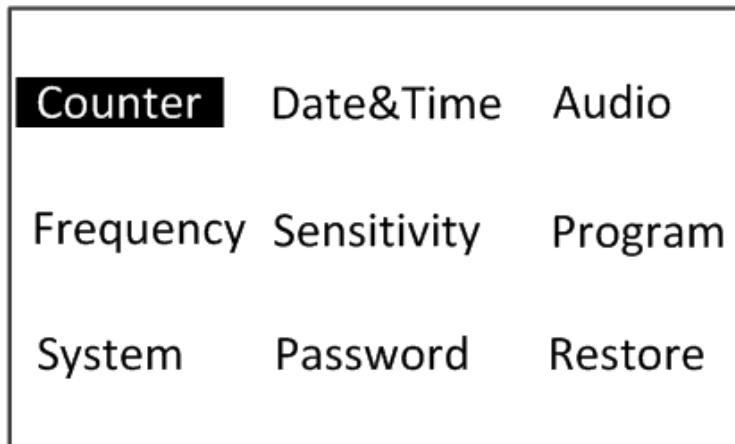 Counter Date&Time Audio
Frequency Sensitivity Program
System Password Restore